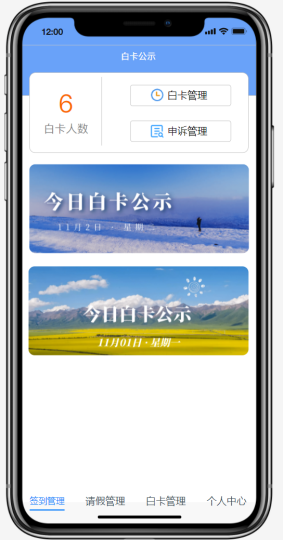 12:00
白卡公示
6
白卡人数
白卡管理
申诉管理
今日白卡公示
11月2日 · 星期二
今日白卡公示
11月01日 · 星期一
签到管理 请假管理 白卡管理 个人中心